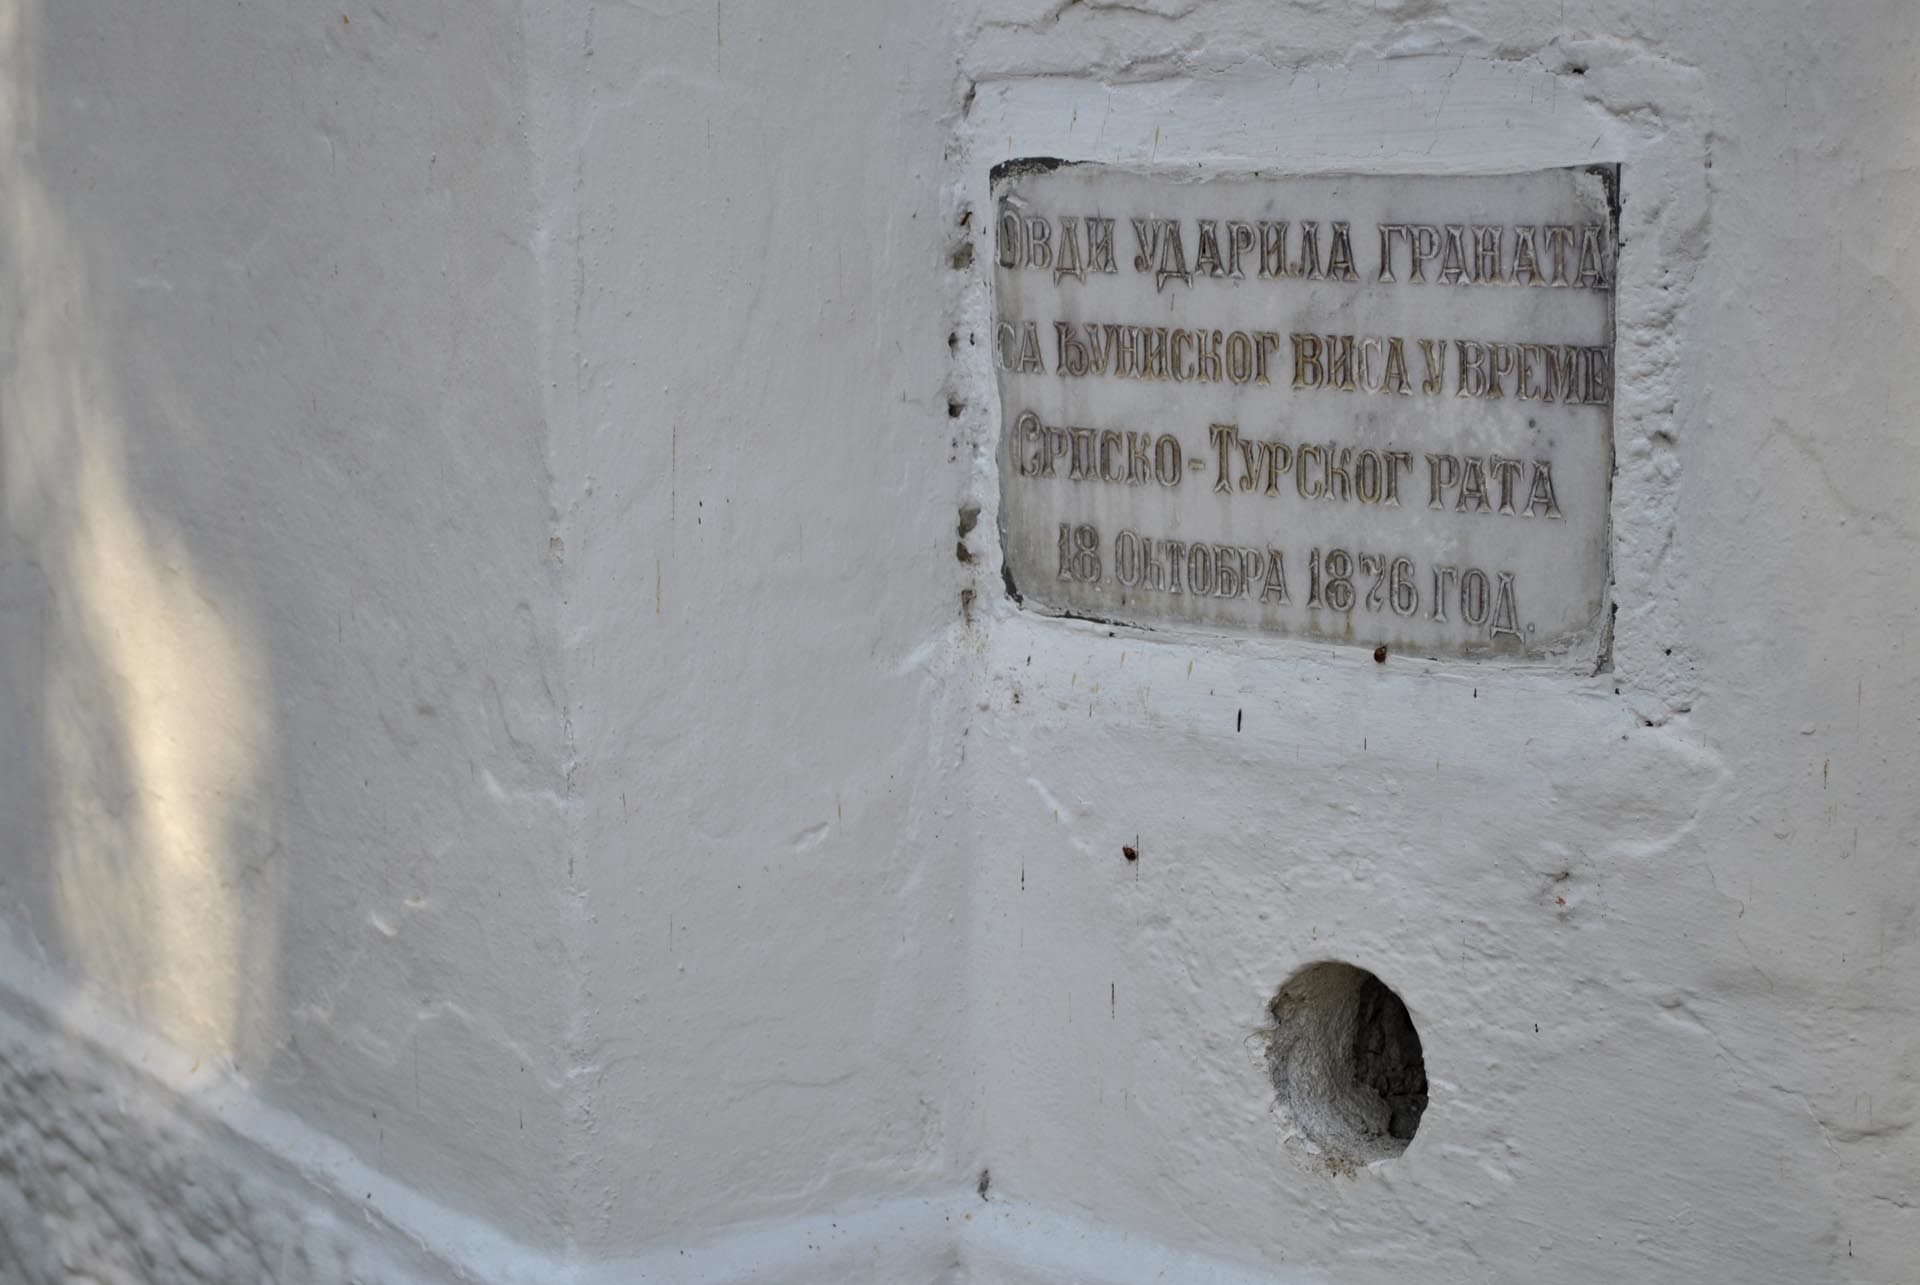 Овди ударила граната
са Ђуниског виса у време
Српско-Турског рата
18. Октобра 1876. год.